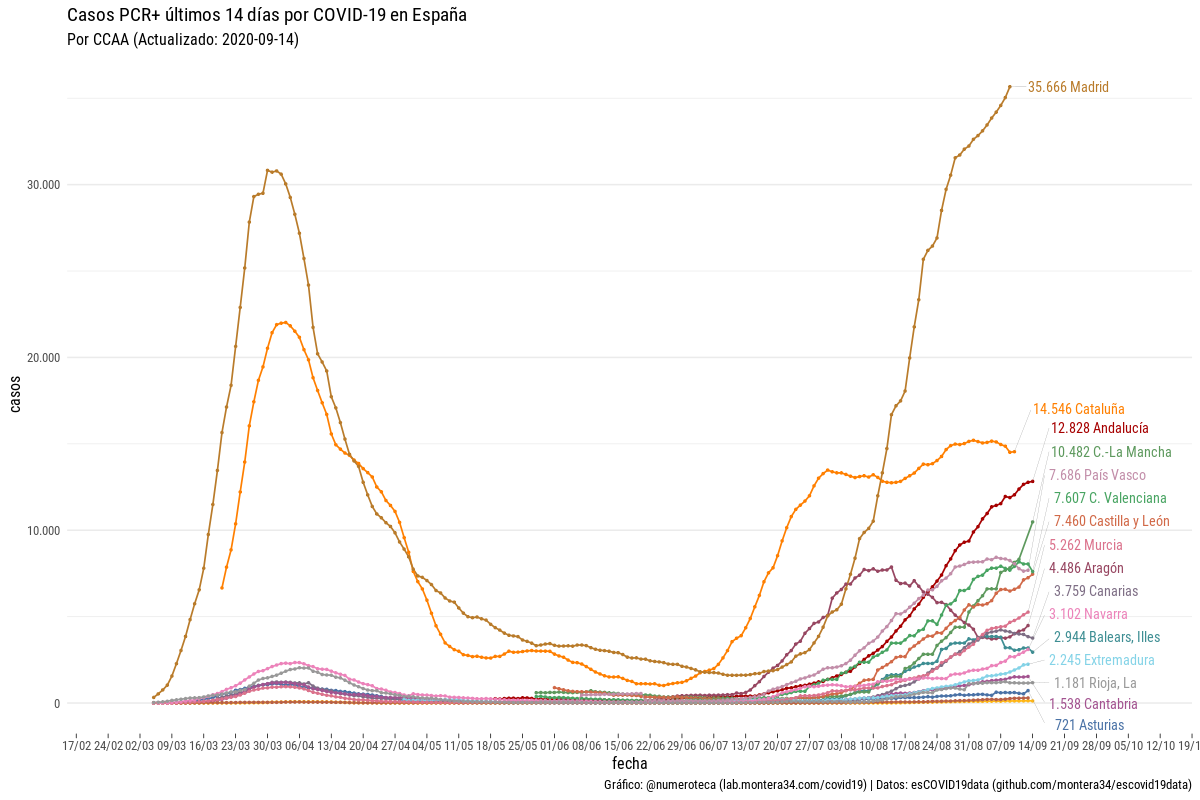 Casos PCR+ últimos 14 días por COVID-19 en España
Por CCAA (Actualizado: 2020-09-14)
35.666 Madrid
30.000
20.000
14.546 Cataluña
12.828 Andalucía
10.482 C.-La Mancha
7.686 País Vasco
7.607 C. Valenciana
10.000
7.460 Castilla y León
5.262 Murcia
4.486 Aragón
3.759 Canarias
3.102 Navarra
2.944 Balears, Illes
2.245 Extremadura
1.181 Rioja, La
0
1.538 Cantabria
721 Asturias
casos
17/02 24/02 02/03 09/03 16/03 23/03 30/03 06/04 13/04 20/04 27/04 04/05 11/05 18/05 25/05 01/06 08/06 15/06 22/06 29/06 06/07 13/07 20/07 27/07 03/08 10/08 17/08 24/08 31/08 07/09 14/09 21/09 28/09 05/10 12/10 19/1
fecha
Gráfico: @numeroteca (lab.montera34.com/covid19) | Datos: esCOVID19data (github.com/montera34/escovid19data)